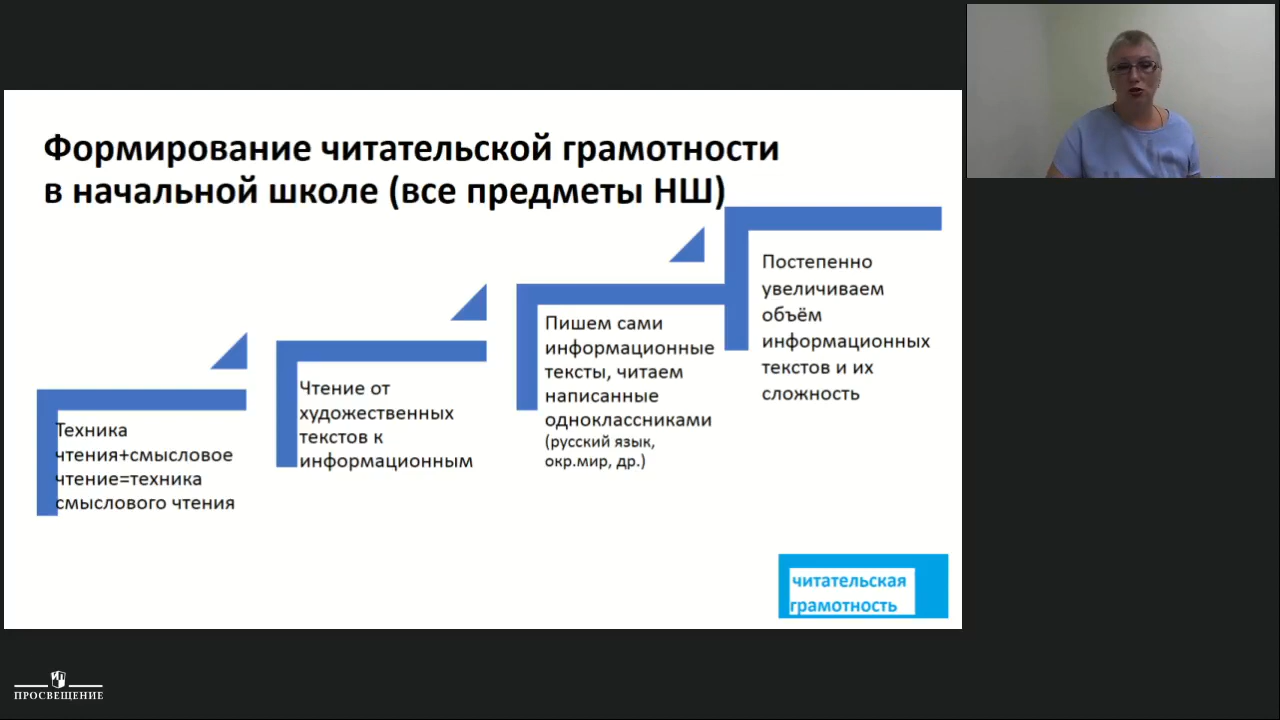 Формирование читательской грамотности
в начальной школе (все предметы НШ)
Техника
чтения+смысловое
чтение=техника
смыслового чтения
Чтение от
художественных
текстов к
информационным
Пишем сами
информационные
тексты, читаем
написанные
одноклассниками
(русский язык,
окр.мир, др.)
Постепенно
увеличиваем
объём
информационных
текстов и их
сложность
читательская
грамотность
ПРОСВЕЩЕНИЕ